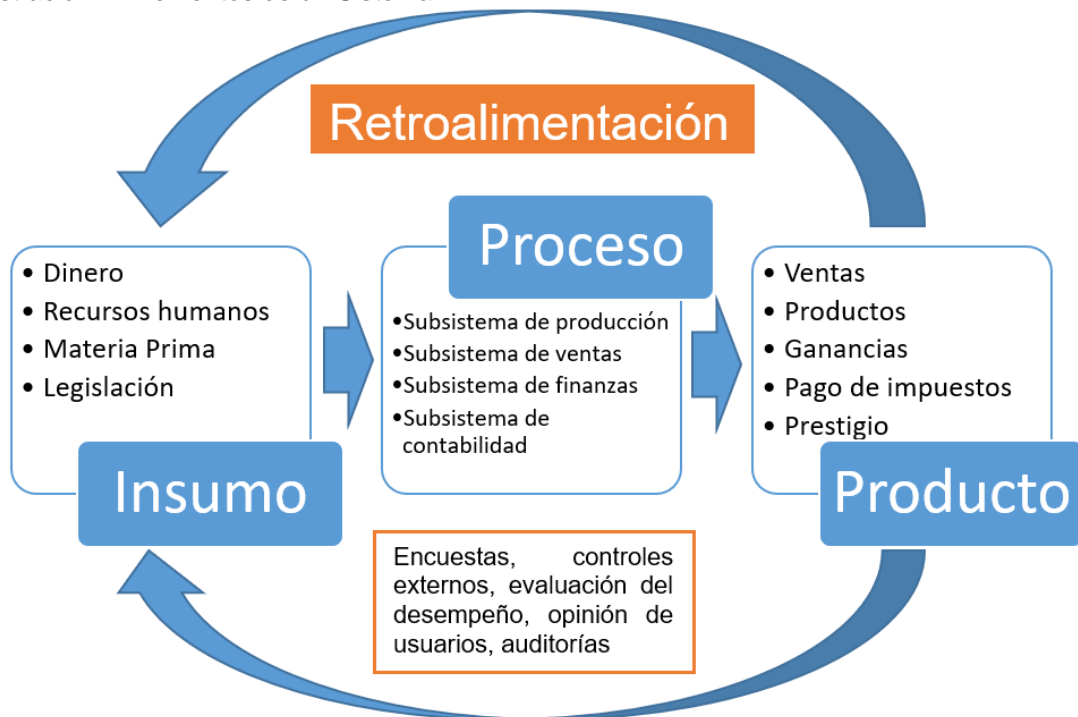 Retroalimentación
• Dinero
• Recursos humanos
• Materia Prima
• Legislación
Insumo
Proceso
•Subsistema de producción
•Subsistema de ventas
•Subsistema de finanzas
•Subsistema de
contabilidad
• Ventas
• Productos
• Ganancias
• Pago de impuestos
• Prestigio
Producto
Encuestas, controles
externos, evaluación del
desempeño, opinión de
usuarios, auditorías